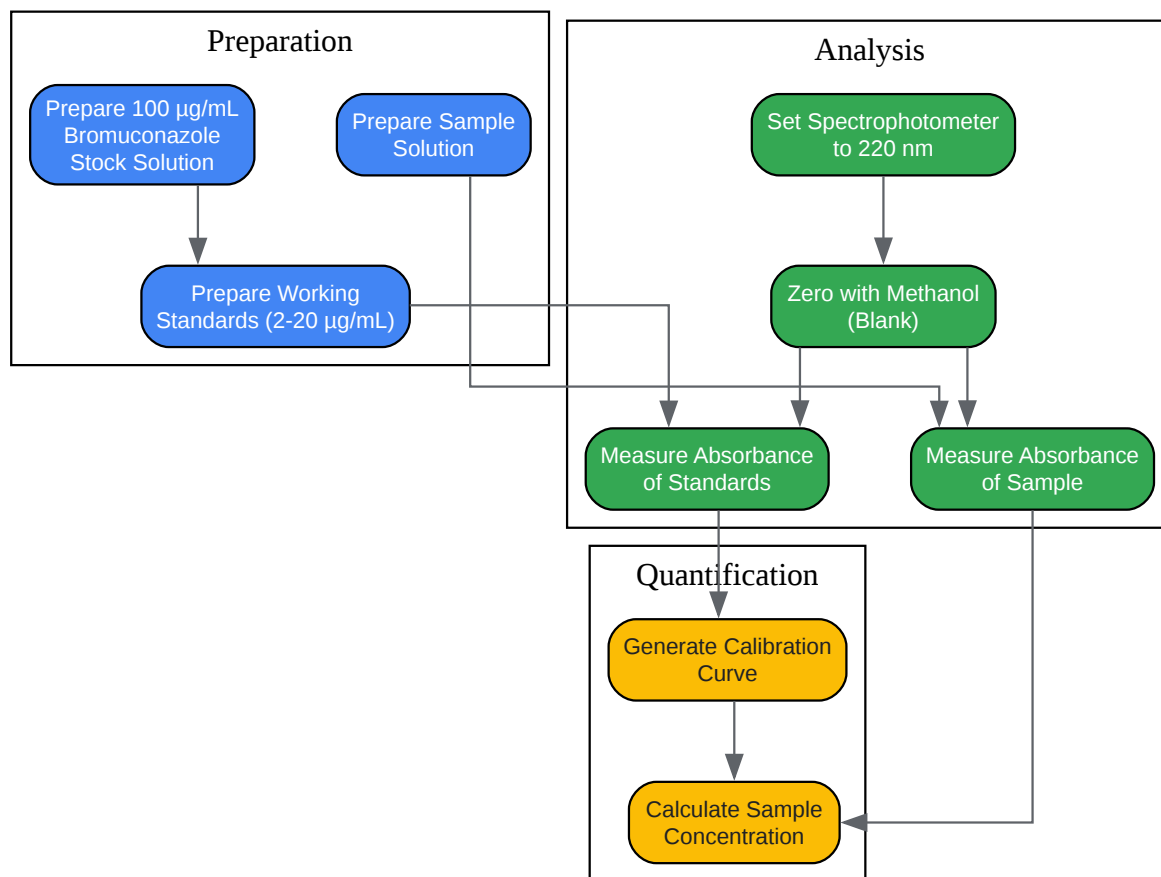 Preparation
Prepare 100 µg/mL
Bromuconazole
Stock Solution
Prepare Sample
Solution
Prepare Working
Standards (2-20 µg/mL)
Analysis
Set Spectrophotometer
to 220 nm
Zero with Methanol
(Blank)
Measure Absorbance
of Standards
Measure Absorbance
of Sample
Quantification
Generate Calibration
Curve
Calculate Sample
Concentration